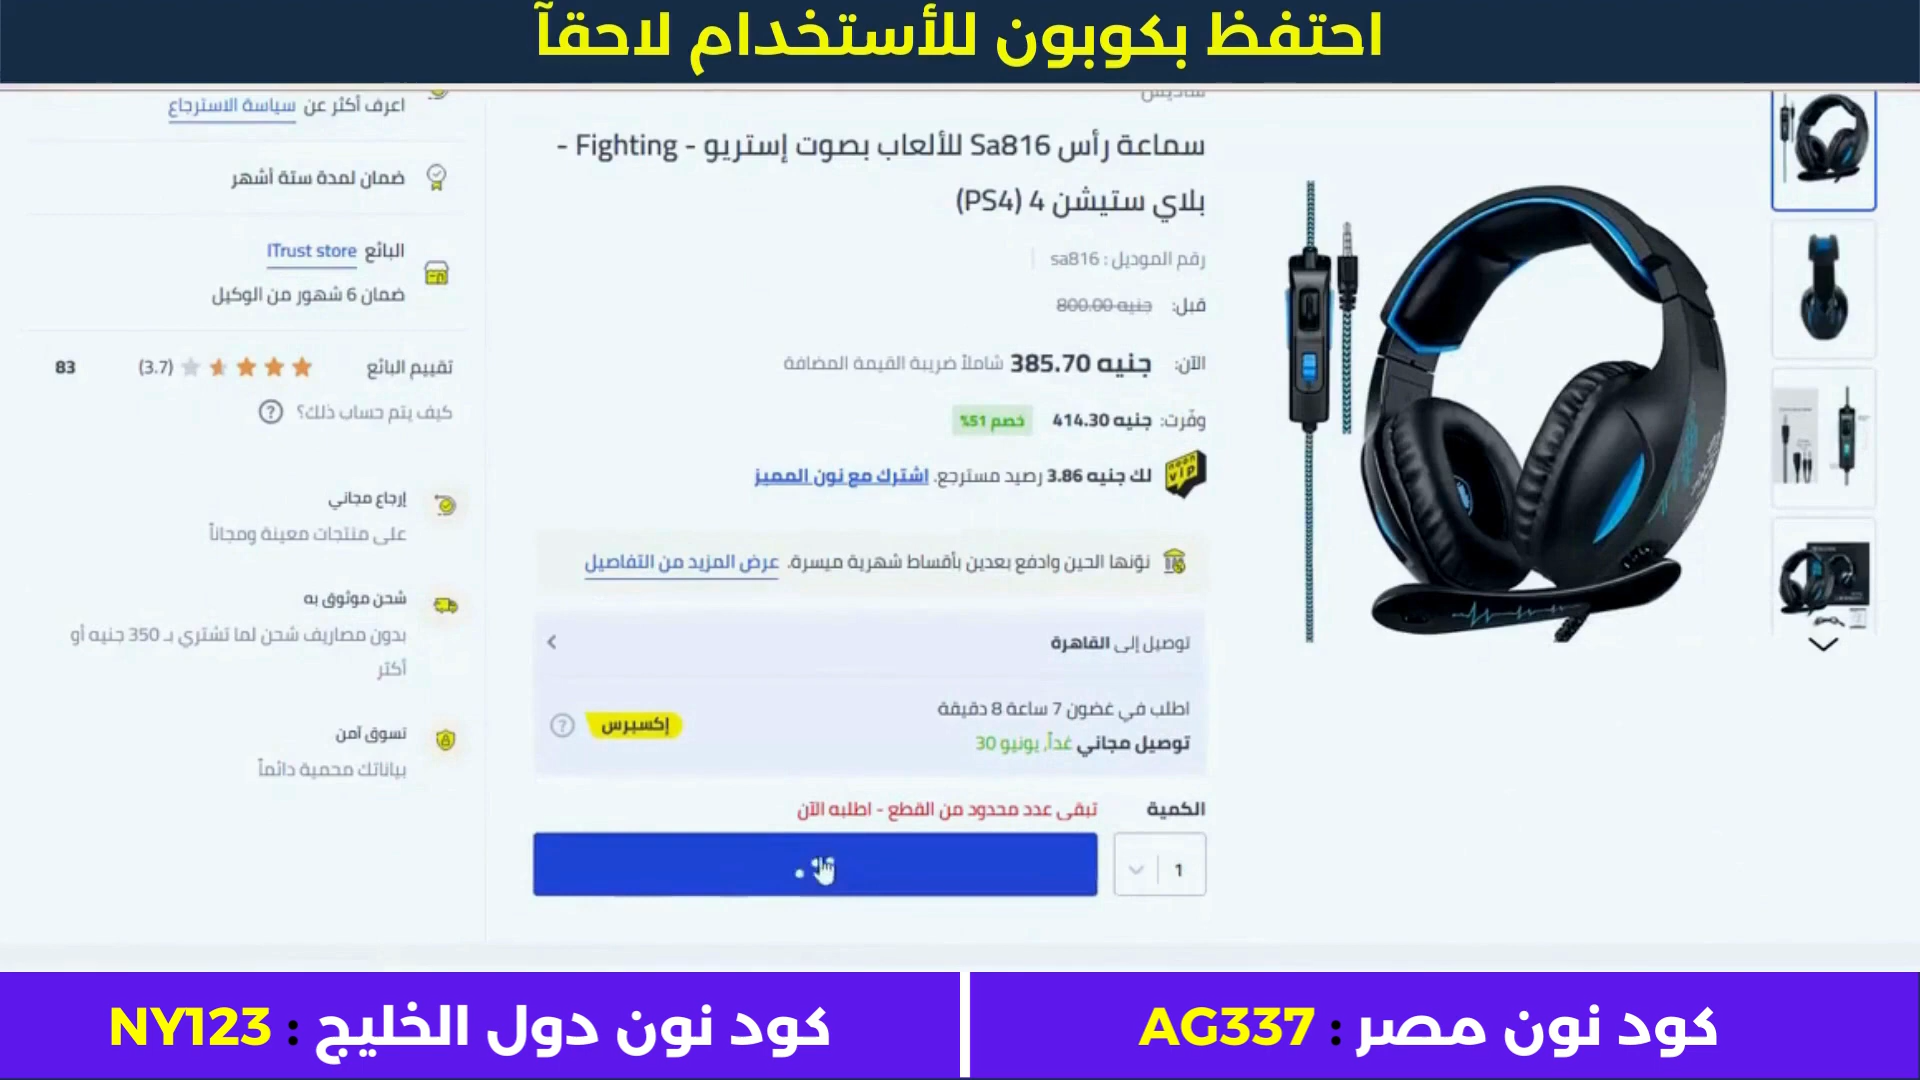 احتفظ بكوبون للأستخدام لاحقآ
ساديس
سماعة رأس Sa816 للألعاب بصوت إستريو - Fighting -
بلاي ستيشن 4 (PS4)
رقم الموديل : sa816
قبل: جنيه 800.00
الآن: جنيه 385.70 شاملاً ضريبة القيمة المضافة
وفّرت: جنيه 414.30 خصم 51%
noon vip
لك جنيه 3.86 رصيد مسترجع. اشترك مع نون المميز
نوّنها الحين وادفع بعدين بأقساط شهرية ميسرة. عرض المزيد من التفاصيل
توصيل إلى القاهرة
اطلب في غضون 7 ساعة 8 دقيقة
توصيل مجاني غداً, يونيو 30
إكسبرس
الكمية
تبقى عدد محدود من القطع - اطلبه الآن
1
اعرف أكثر عن سياسة الاسترجاع
ضمان لمدة ستة أشهر
البائع ITrust store
ضمان 6 شهور من الوكيل
تقييم البائع (3.7) 83
كيف يتم حساب ذلك؟
إرجاع مجاني
على منتجات معينة ومجاناً
شحن موثوق به
بدون مصاريف شحن لما تشتري بـ 350 جنيه أو
أكثر
تسوق آمن
بياناتك محمية دائماً
كود نون مصر : AG337
كود نون دول الخليج : NY123